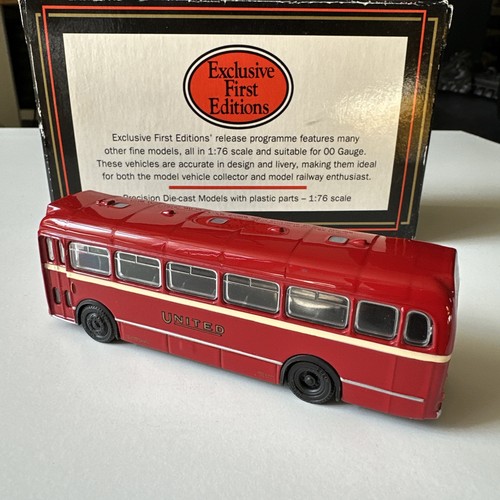 Exclusive
First
Editions
Exclusive First Editions' release programme features many
other fine models, all in 1:76 scale and suitable for 00 Gauge.
These vehicles are accurate in design and livery, making them ideal
for both the model vehicle collector and model railway enthusiast.
Precision Die-cast Models with plastic parts – 1:76 scale
UNITED